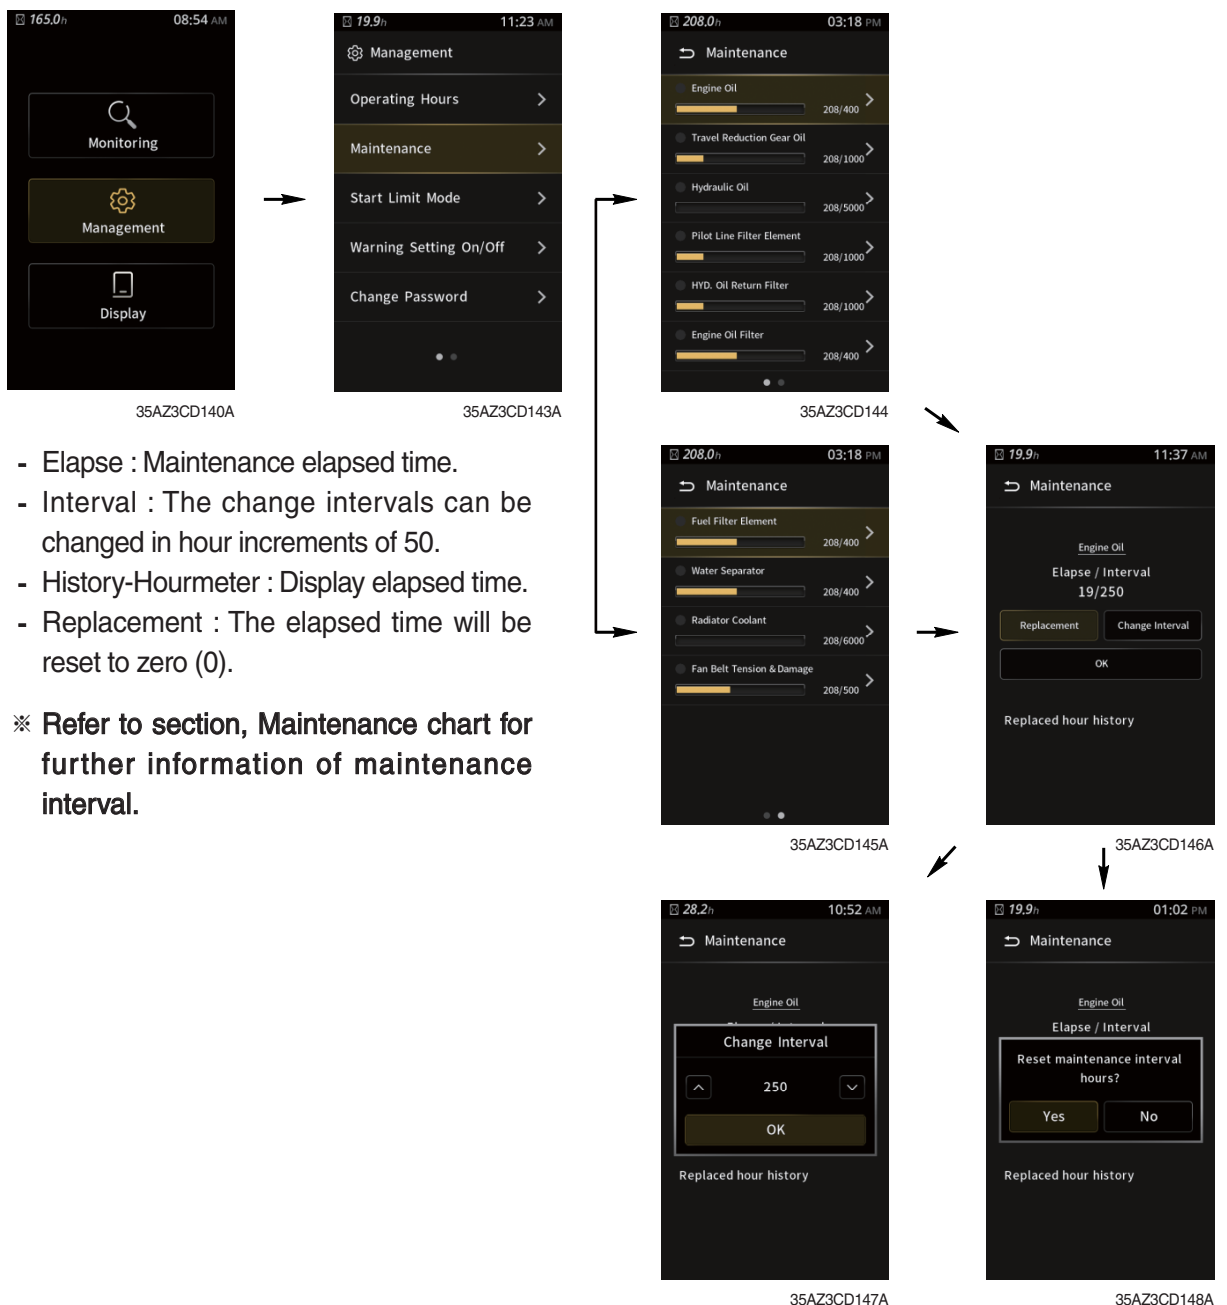 165.0h 08:54 AM
Monitoring
Management
Display
35AZ3CD140A
19.9h 11:23 AM
Management
Operating Hours
Maintenance
Start Limit Mode
Warning Setting On/Off
Change Password
35AZ3CD143A
208.0h 03:18 PM
Maintenance
Engine Oil
208/400
Travel Reduction Gear Oil
208/1000
Hydraulic Oil
208/5000
Pilot Line Filter Element
208/1000
HYD. Oil Return Filter
208/1000
Engine Oil Filter
208/400
35AZ3CD144
- Elapse : Maintenance elapsed time.
- Interval : The change intervals can be
changed in hour increments of 50.
- History-Hourmeter : Display elapsed time.
- Replacement : The elapsed time will be
reset to zero (0).
※ Refer to section, Maintenance chart for
further information of maintenance
interval.
208.0h 03:18 PM
Maintenance
Fuel Filter Element
208/400
Water Separator
208/400
Radiator Coolant
208/6000
Fan Belt Tension & Damage
208/500
35AZ3CD145A
19.9h 11:37 AM
Maintenance
Engine Oil
Elapse / Interval
19/250
Replacement Change Interval
OK
Replaced hour history
35AZ3CD146A
28.2h 10:52 AM
Maintenance
Engine Oil
Change Interval
250
OK
Replaced hour history
35AZ3CD147A
19.9h 01:02 PM
Maintenance
Engine Oil
Elapse / Interval
Reset maintenance interval
hours?
Yes No
Replaced hour history
35AZ3CD148A